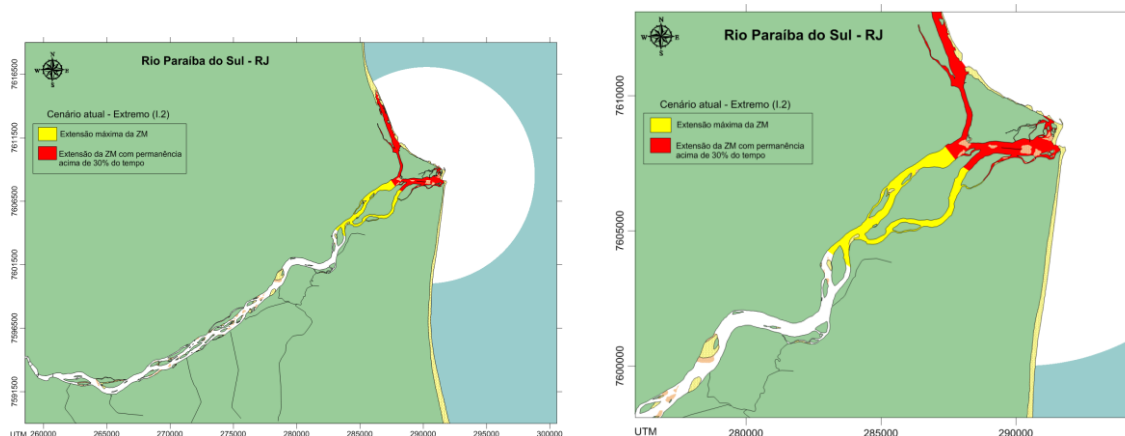 Rio Paraíba do Sul - RJ
N
W E
S
Cenário atual - Extremo (I.2)
Extensão máxima da ZM
Extensão da ZM com permanência
acima de 30% do tempo
7616500
7611500
7606500
7601500
7596500
7591500
UTM 260000 265000 270000 275000 280000 285000 290000 295000 300000
Rio Paraíba do Sul - RJ
N
W E
S
Cenário atual - Extremo (I.2)
Extensão máxima da ZM
Extensão da ZM com permanência
acima de 30% do tempo
7610000
7605000
7600000
UTM 280000 285000 290000